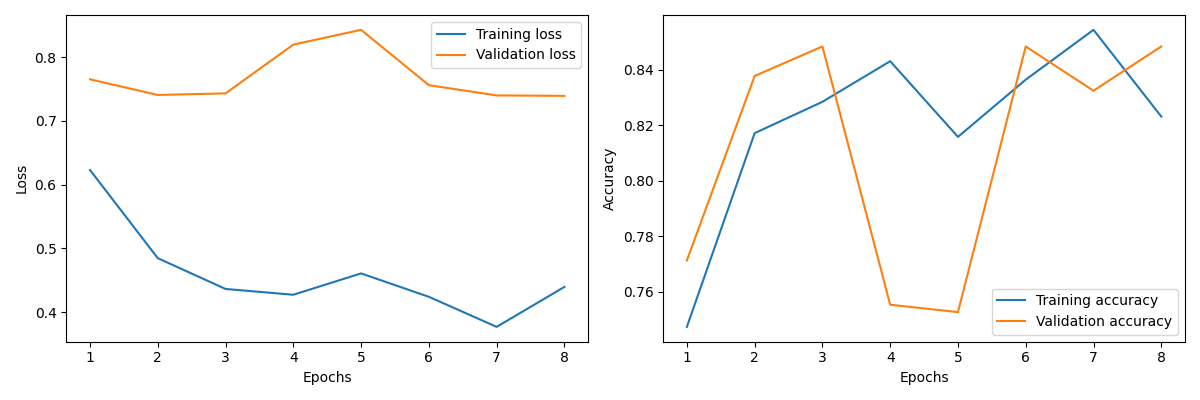 Training loss
Validation loss
0.8
0.7
0.6
0.5
0.4
Loss
1 2 3 4 5 6 7 8
Epochs
0.84
0.82
0.80
0.78
0.76
Accuracy
Training accuracy
Validation accuracy
1 2 3 4 5 6 7 8
Epochs